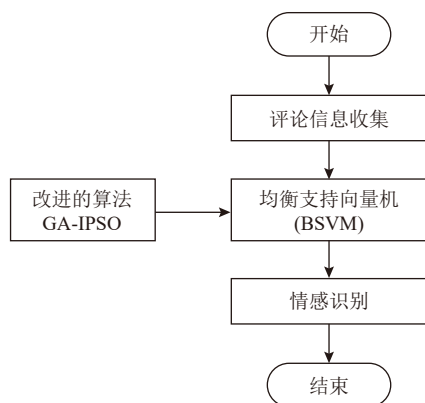 开始
评论信息收集
改进的算法
GA-IPSO
均衡支持向量机
(BSVM)
情感识别
结束